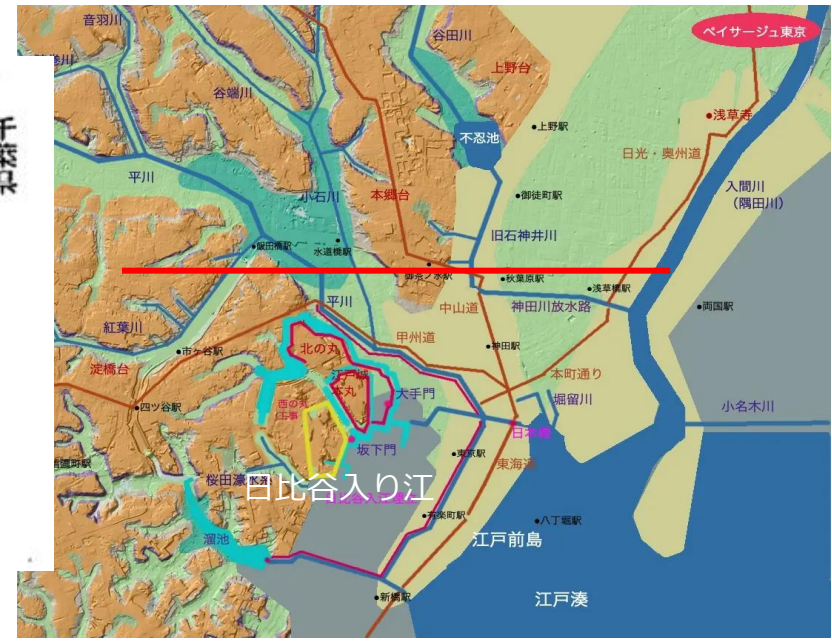 音羽川
谷田川
ペイサージュ東京
上野台
谷端川
浅草寺
上野駅
不忍池
日光・奥州道
平川
小石川
本郷台
御徒町駅
入間川
（隅田川）
旧石神井川
飯田橋駅
水道橋駅
御茶ノ水駅
秋葉原駅
浅草橋駅
平川
中山道
神田川放水路
両国駅
紅葉川
甲州道
市ヶ谷駅
北の丸
神田駅
淀橋台
江戸城
本丸
本町通り
四ツ谷駅
西の丸
工事
大手門
堀留川
小名木川
日本橋
坂下門
東京駅
東海道
桜田濠
日比谷入り江
有楽町駅
八丁堀駅
溜池
江戸前島
新橋駅
江戸湊